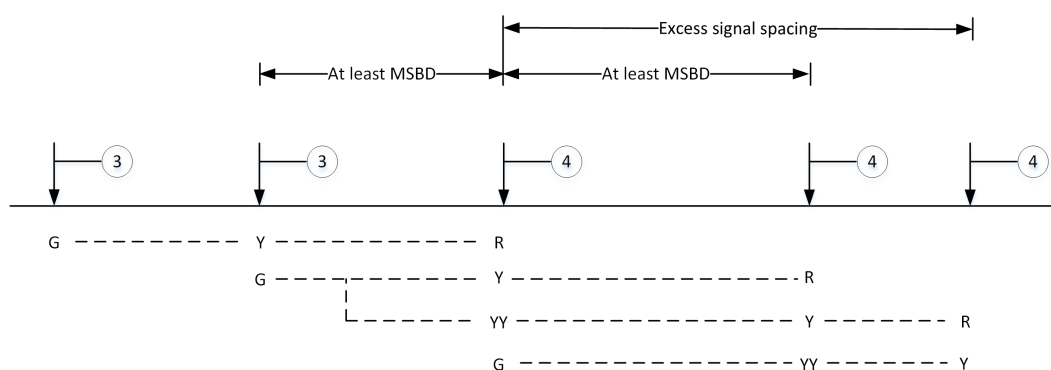 Excess signal spacing
At least MSBD At least MSBD
3 3 4 4 4
G Y R
G Y R
YY Y R
G YY Y